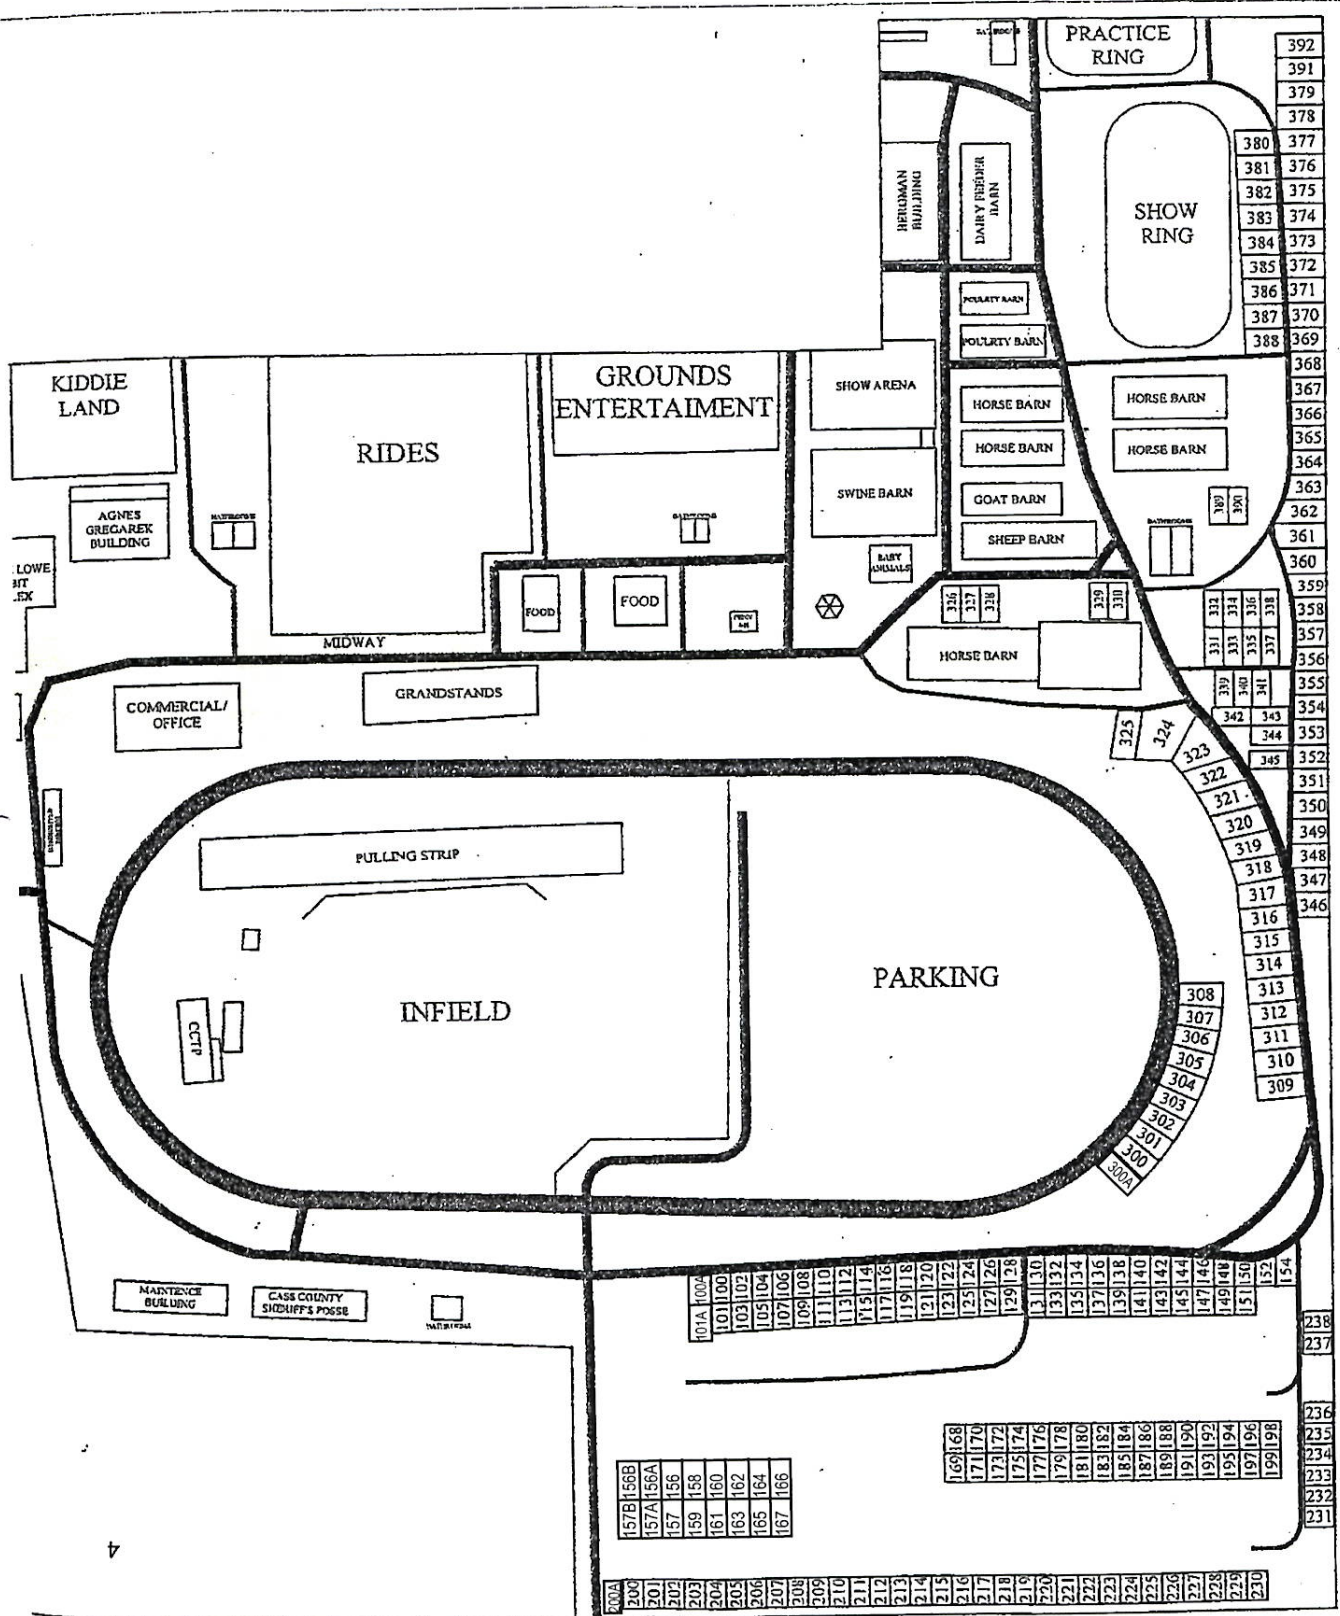 PRACTICE
RING
392
391
379
378
377
376
375
374
373
372
371
370
369
368
367
366
365
364
363
362
361
360
359
358
357
356
355
354
353
352
351
350
349
348
347
346
380
381
382
383
384
385
386
387
388
SHOW
RING
BUILDING
DAIRY FEEDER
BARN
POULRTY BARN
POULRTY BARN
HORSE BARN
HORSE BARN
GOAT BARN
SHEEP BARN
HORSE BARN
HORSE BARN
389
390
SHOW ARENA
SWINE BARN
BABY
ANIMALS
KIDDIE
LAND
AGNES
GREGAREK
BUILDING
LOWE
RIDES
GROUNDS
ENTERTAIMENT
FOOD
FOOD
MIDWAY
COMMERCIAL/
OFFICE
GRANDSTANDS
HORSE BARN
326
327
328
329
330
332 334 336 338
331 333 335 337
339 340 341
342 343
344
345
325
324
323
322
321
320
319
318
317
316
315
314
313
312
311
310
309
PULLING STRIP
INFIELD
CCTP
PARKING
308
307
306
305
304
303
302
301
300
300A
MAINTENCE
BUILDING
CASS COUNTY
SHERIFF'S POSSE
100A 100 102 104 106 108 110 112 114 116 118 120 122 124 126 128 130 132 134 136 138 140 142 144 146 148 150 152 154
101A 101 103 105 107 109 111 113 115 117 119 121 123 125 127 129 131 133 135 137 139 141 143 145 147 149 151
238
237
236
235
234
233
232
231
168 170 172 174 176 178 180 182 184 186 188 190 192 194 196 198
169 171 173 175 177 179 181 183 185 187 189 191 193 195 197 199
156B 156A 156 158 160 162 164 166
157B 157A 157 159 161 163 165 167
200A 200 201 202 203 204 205 206 207 208 209 210 211 212 213 214 215 216 217 218 219 220 221 222 223 224 225 226 227 228 229 230
4